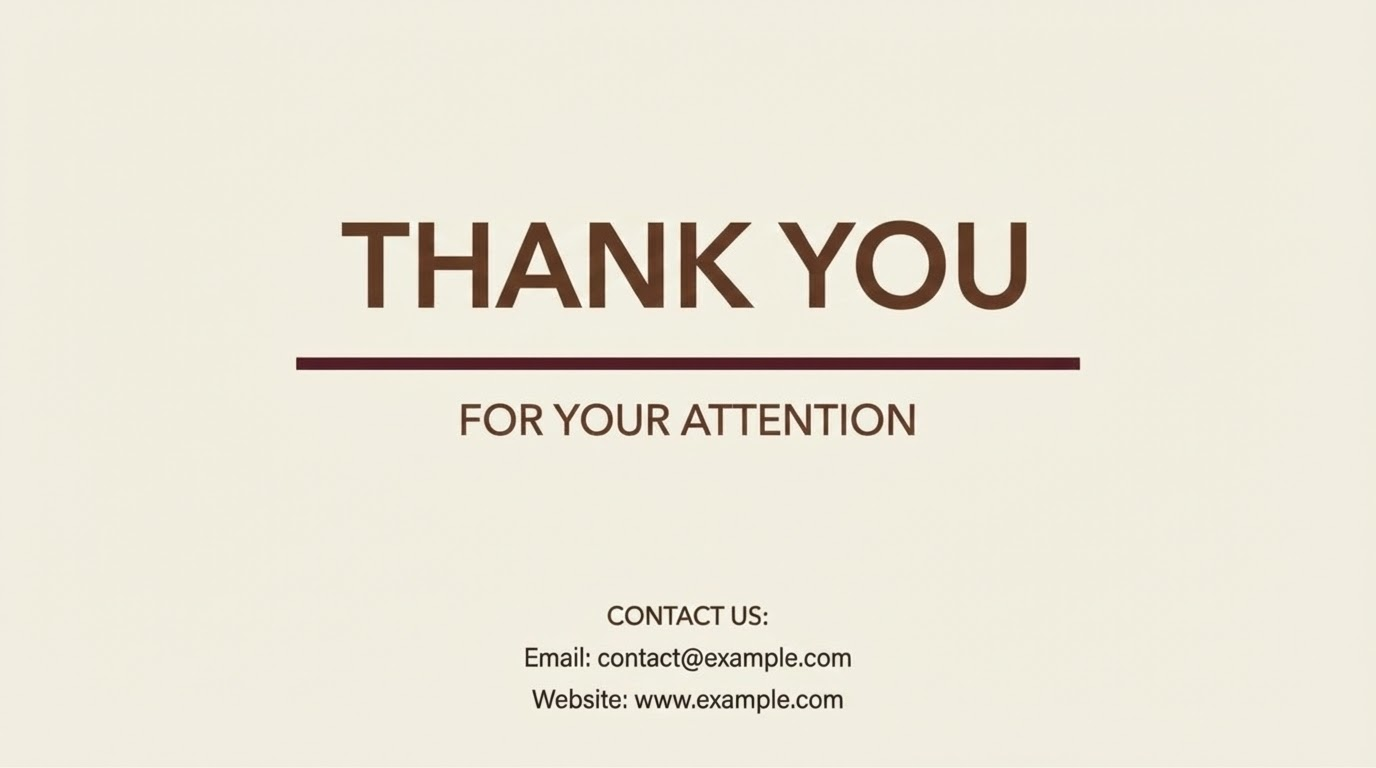 THANK YOU
FOR YOUR ATTENTION
CONTACT US:
Email: contact@example.com
Website: www.example.com